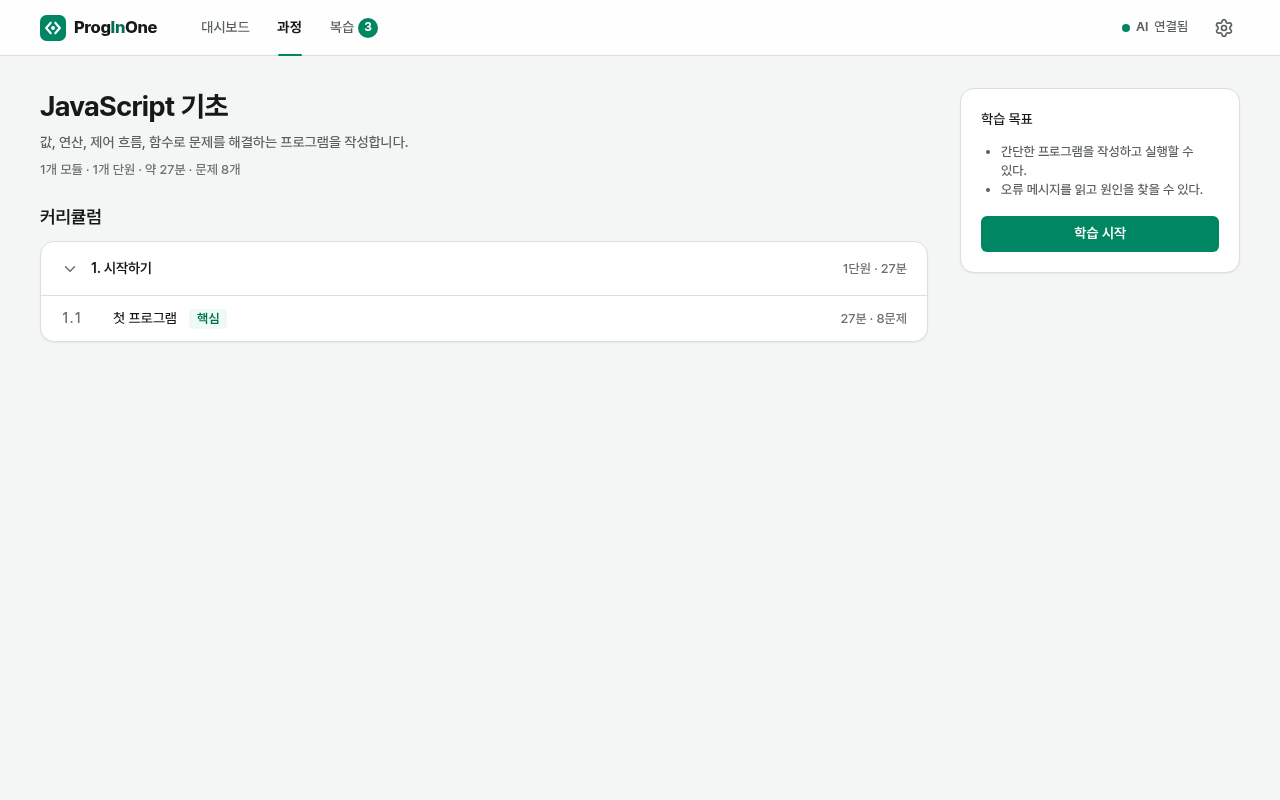 ProgInOne
대시보드
과정
복습 3
AI 연결됨
JavaScript 기초
값, 연산, 제어 흐름, 함수로 문제를 해결하는 프로그램을 작성합니다.
1개 모듈 · 1개 단원 · 약 27분 · 문제 8개
커리큘럼
1. 시작하기
1단원 · 27분
1.1 첫 프로그램 핵심
27분 · 8문제
학습 목표
• 간단한 프로그램을 작성하고 실행할 수
있다.
• 오류 메시지를 읽고 원인을 찾을 수 있다.
학습 시작